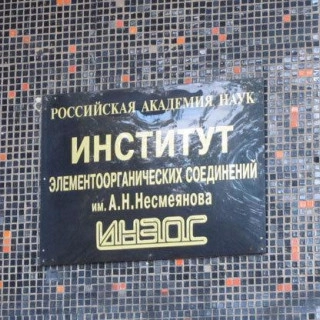 РОССИЙСКАЯ АКАДЕМИЯ НАУК
ИНСТИТУТ
ЭЛЕМЕНТООРГАНИЧЕСКИХ СОЕДИНЕНИЙ
им. А.Н.Несмеянова
ИНЭОС